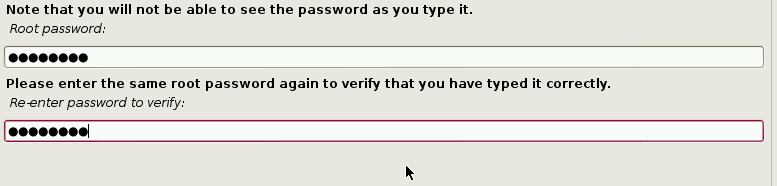 Note that you will not be able to see the password as you type it.
Root password:
●●●●●●●●
Please enter the same root password again to verify that you have typed it correctly.
Re-enter password to verify:
●●●●●●●●